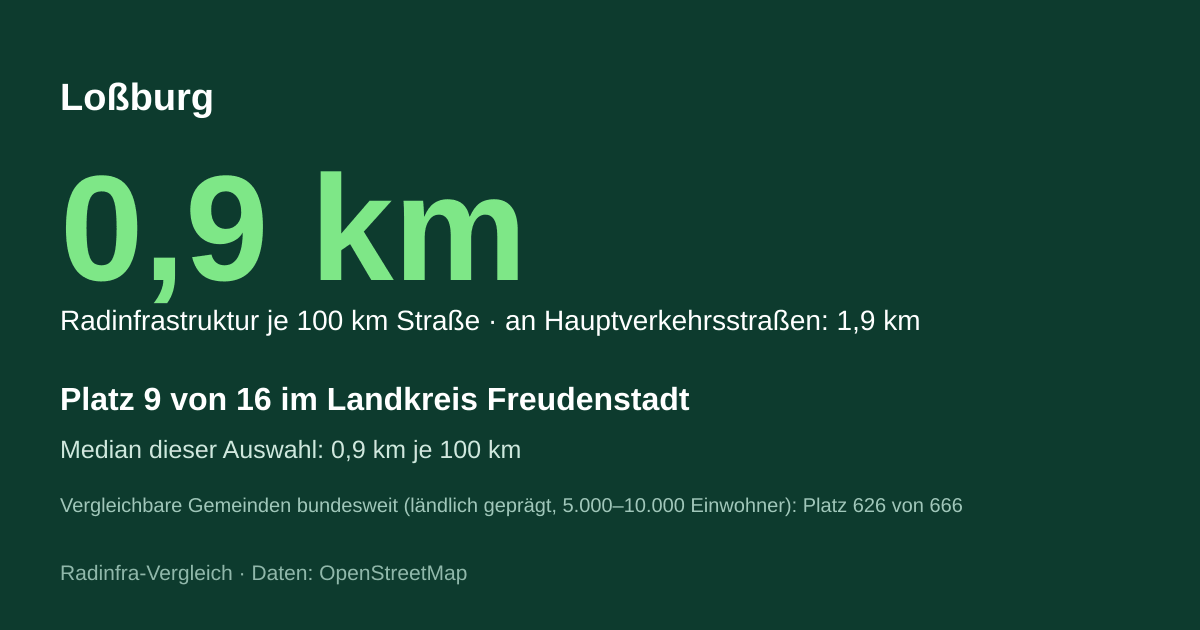 Loßburg
0,9 km
Radinfrastruktur je 100 km Straße · an Hauptverkehrsstraßen: 1,9 km
Platz 9 von 16 im Landkreis Freudenstadt
Median dieser Auswahl: 0,9 km je 100 km
Vergleichbare Gemeinden bundesweit (ländlich geprägt, 5.000–10.000 Einwohner): Platz 626 von 666
Radinfra-Vergleich · Daten: OpenStreetMap